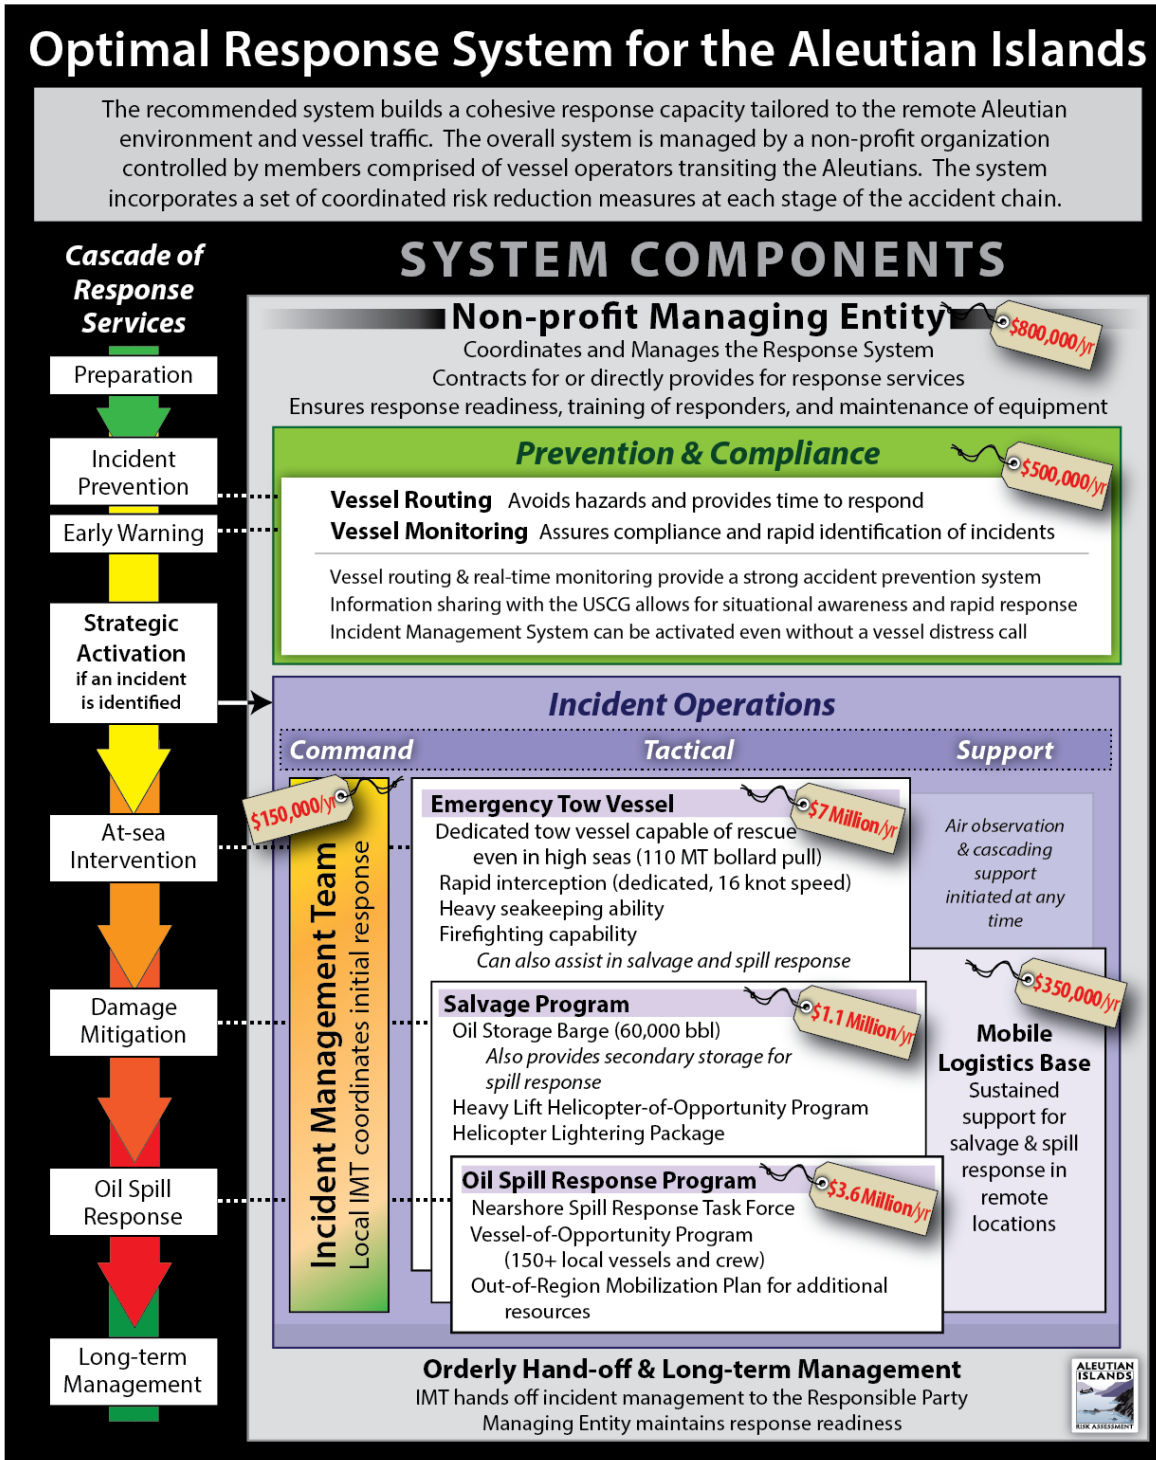 Optimal Response System for the Aleutian Islands
The recommended system builds a cohesive response capacity tailored to the remote Aleutian
environment and vessel traffic. The overall system is managed by a non-profit organization
controlled by members comprised of vessel operators transiting the Aleutians. The system
incorporates a set of coordinated risk reduction measures at each stage of the accident chain.
Cascade of
Response
Services
Preparation
Incident
Prevention
Early Warning
Strategic
Activation
if an incident
is identified
At-sea
Intervention
Damage
Mitigation
Oil Spill
Response
Long-term
Management
SYSTEM COMPONENTS
Non-profit Managing Entity
$800,000/yr
Coordinates and Manages the Response System
Contracts for or directly provides for response services
Ensures response readiness, training of responders, and maintenance of equipment
Prevention & Compliance
$500,000/yr
Vessel Routing Avoids hazards and provides time to respond
Vessel Monitoring Assures compliance and rapid identification of incidents
Vessel routing & real-time monitoring provide a strong accident prevention system
Information sharing with the USCG allows for situational awareness and rapid response
Incident Management System can be activated even without a vessel distress call
Incident Operations
Command Tactical Support
$150,000/yr
Incident Management Team
Local IMT coordinates initial response
Emergency Tow Vessel
$7 Million/yr
Dedicated tow vessel capable of rescue
even in high seas (110 MT bollard pull)
Rapid interception (dedicated, 16 knot speed)
Heavy seakeeping ability
Firefighting capability
Can also assist in salvage and spill response
Salvage Program
$1.1 Million/yr
Oil Storage Barge (60,000 bbl)
Also provides secondary storage for
spill response
Heavy Lift Helicopter-of-Opportunity Program
Helicopter Lightering Package
Oil Spill Response Program
$3.6 Million/yr
Nearshore Spill Response Task Force
Vessel-of-Opportunity Program
(150+ local vessels and crew)
Out-of-Region Mobilization Plan for additional
resources
Air observation
& cascading
support
initiated at any
time
$350,000/yr
Mobile
Logistics Base
Sustained
support for
salvage & spill
response in
remote
locations
Orderly Hand-off & Long-term Management
IMT hands off incident management to the Responsible Party
Managing Entity maintains response readiness
ALEUTIAN
ISLANDS
RISK ASSESSMENT